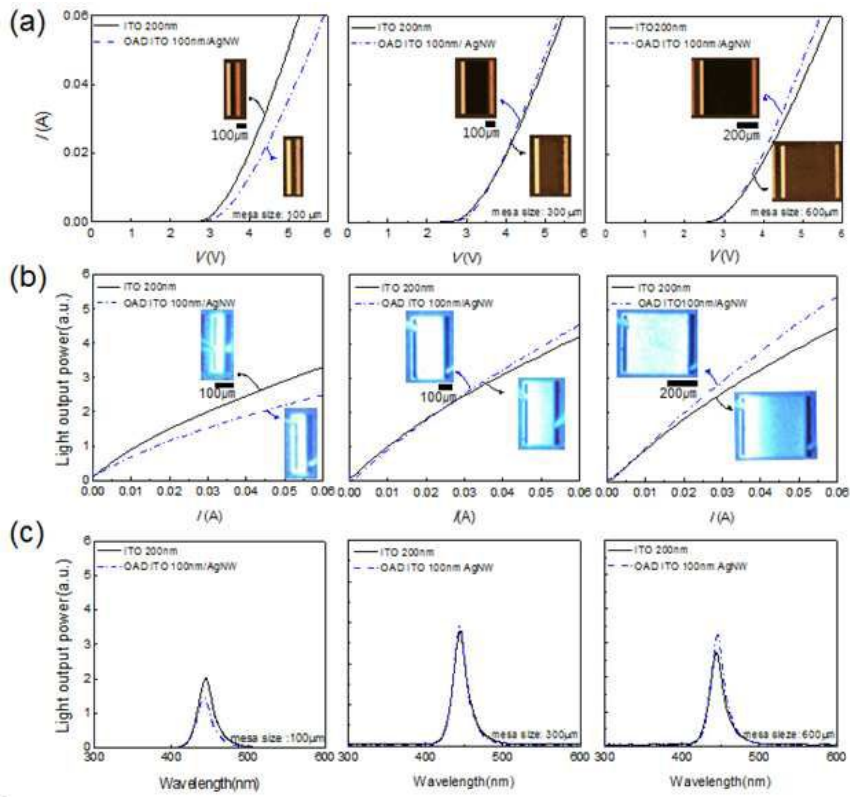 (a)
0.06
0.04
0.02
0.00
I (A)
ITO 200nm
OAD ITO 100nm/AgNW
100μm
mesa size: 100 μm
0 1 2 3 4 5 6
V(V)
ITO 200nm
OAD ITO 100nm/ AgNW
100μm
mesa size: 300 μm
0 2 4 6
V(V)
ITO200nm
OAD ITO 100nm/AgNW
200μm
mesa size: 600μm
0 2 4 6
V(V)
(b)
6
5
4
3
2
1
0
Light output power(a.u.)
ITO 200nm
OAD ITO 100nm/AgNW
100μm
0.00 0.01 0.02 0.03 0.04 0.05 0.06
I (A)
ITO 200nm
OAD ITO 100nm/AgNW
100μm
0.00 0.01 0.02 0.03 0.04 0.05 0.06
I(A)
ITO 200nm
OAD ITO100nm/AgNW
200μm
0.00 0.01 0.02 0.03 0.04 0.05 0.06
I (A)
(c)
6
5
4
3
2
1
0
Light output power(a.u.)
ITO 200nm
OAD ITO 100nm/AgNW
mesa size :100μm
300 400 500 600
Wavelength(nm)
ITO 200nm
OAD ITO 100nm AgNW
mesa size: 300μm
300 400 500 600
Wavelength(nm)
ITO 200nm
OAD ITO 100nm AgNW
mesa sieze: 600μm
300 400 500 600
Wavelength(nm)